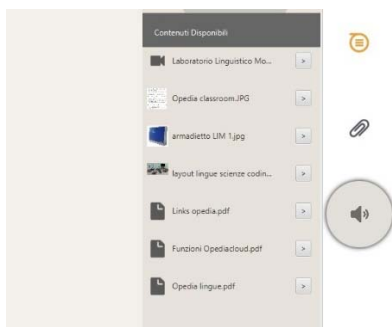 Contenuti Disponibili
Laboratorio Linguistico Mo...
Opedia classroom.JPG
armadietto LIM 1.jpg
layout lingue scienze codin...
Links opedia.pdf
Funzioni Opediacloud.pdf
Opedia lingue.pdf